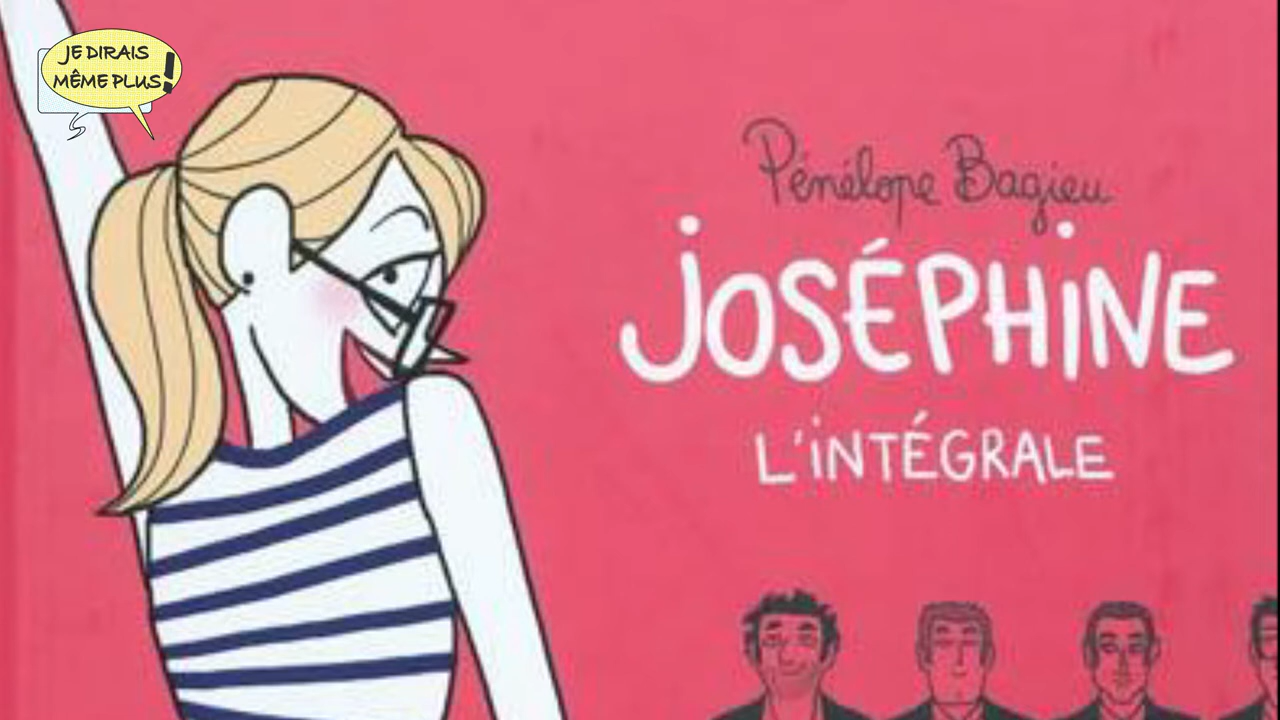 JE DIRAIS
MÊME PLUS!
Pénélope Bagieu
JOSÉPHINE
L'INTÉGRALE